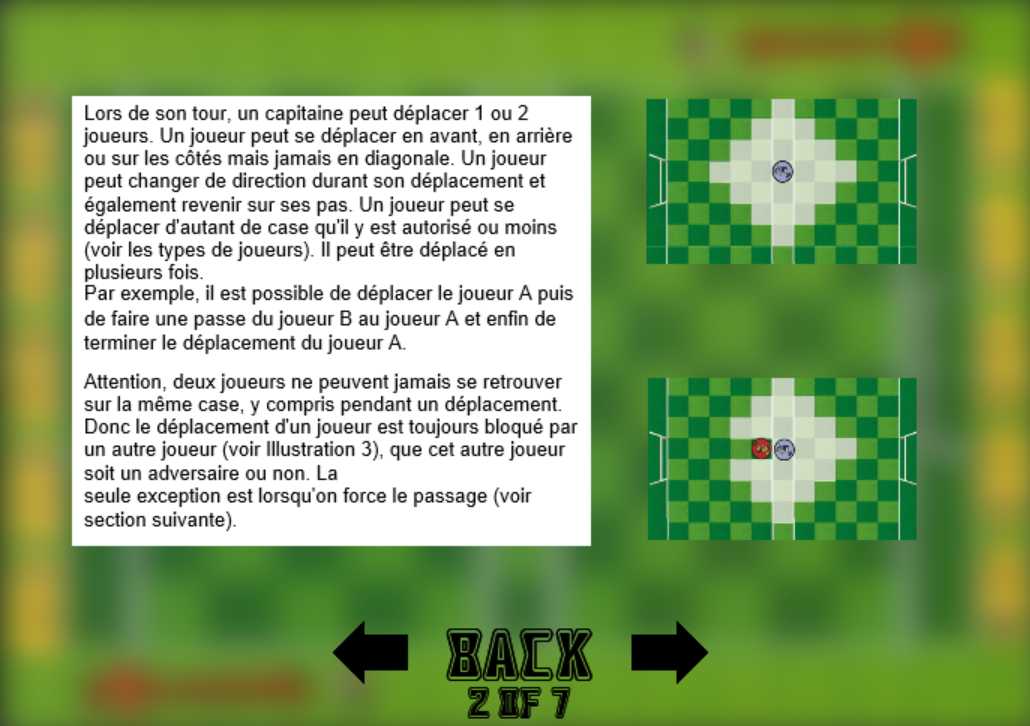 Lors de son tour, un capitaine peut déplacer 1 ou 2
joueurs. Un joueur peut se déplacer en avant, en arrière
ou sur les côtés mais jamais en diagonale. Un joueur
peut changer de direction durant son déplacement et
également revenir sur ses pas. Un joueur peut se
déplacer d'autant de case qu'il y est autorisé ou moins
(voir les types de joueurs). Il peut être déplacé en
plusieurs fois.
Par exemple, il est possible de déplacer le joueur A puis
de faire une passe du joueur B au joueur A et enfin de
terminer le déplacement du joueur A.
Attention, deux joueurs ne peuvent jamais se retrouver
sur la même case, y compris pendant un déplacement.
Donc le déplacement d'un joueur est toujours bloqué par
un autre joueur (voir Illustration 3), que cet autre joueur
soit un adversaire ou non. La
seule exception est lorsqu'on force le passage (voir
section suivante).
BACK
2 OF 7